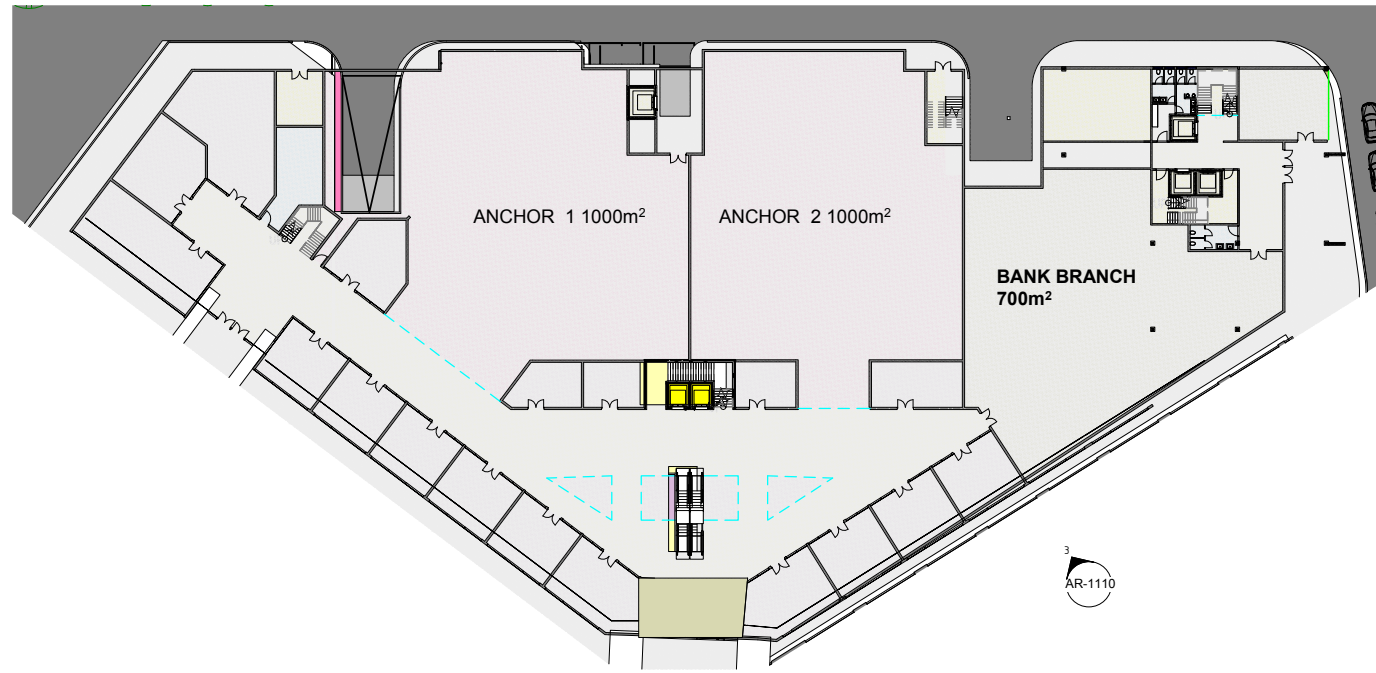 ANCHOR 1 1000m²
ANCHOR 2 1000m²
BANK BRANCH
700m²
3
AR-1110